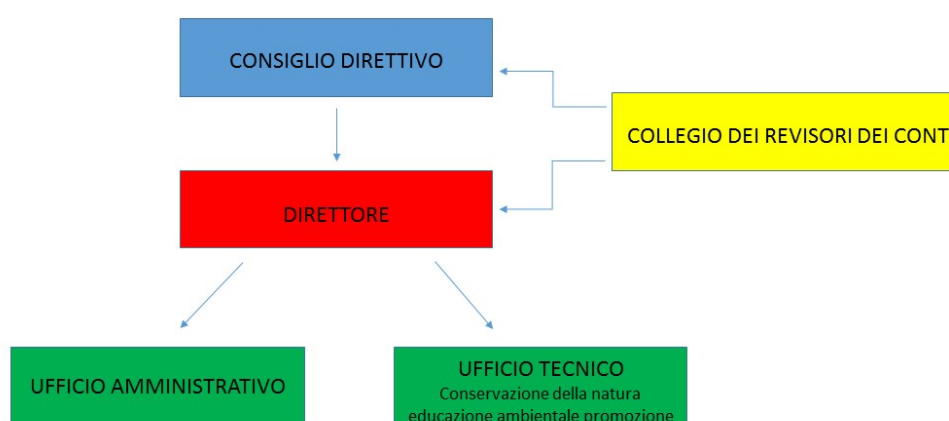 CONSIGLIO DIRETTIVO
COLLEGIO DEI REVISORI DEI CONT
DIRETTORE
UFFICIO AMMINISTRATIVO
UFFICIO TECNICO
Conservazione della natura
educazione ambientale promozione